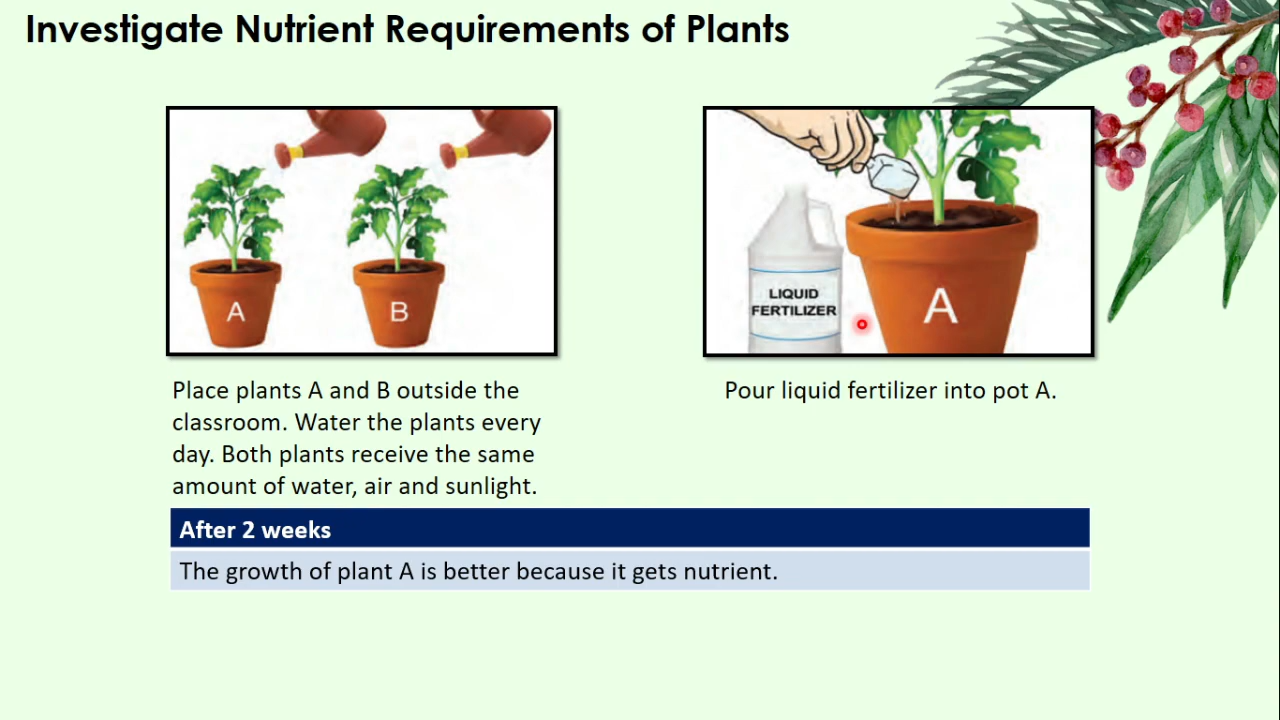 Investigate Nutrient Requirements of Plants
A
B
LIQUID
FERTILIZER
A
Place plants A and B outside the
classroom. Water the plants every
day. Both plants receive the same
amount of water, air and sunlight.
Pour liquid fertilizer into pot A.
After 2 weeks
The growth of plant A is better because it gets nutrient.